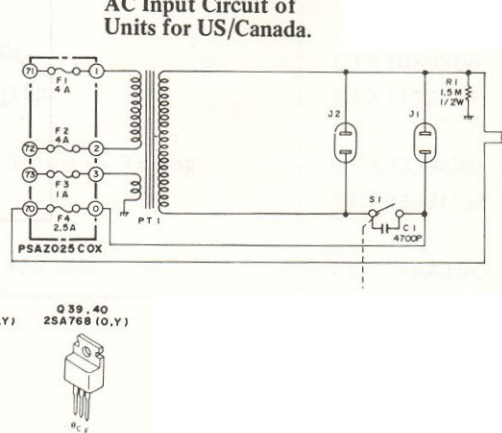 AC Input Circuit of
Units for US/Canada.
71 F1 4A 1
72 F2 4A 2
73 F3 1A 3
70 F4 2.5A 0
PSAZ025COX
PT1
J2
J1
R1
1.5M
1/2W
S1
C1
4700P
,Y)
Q39,40
2SA768(O,Y)
B C E